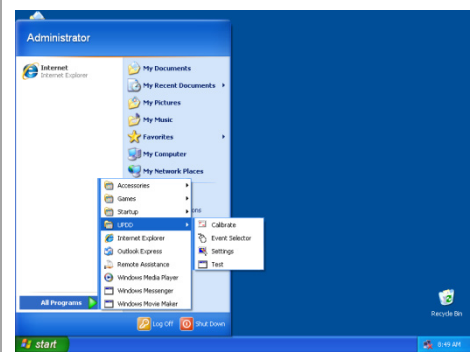 Administrator
Internet
Internet Explorer
My Documents
My Recent Documents
My Pictures
My Music
Favorites
My Computer
My Network Places
ons
Accessories
Games
Startup
UPDD
Internet Explorer
Outlook Express
Remote Assistance
Windows Media Player
Windows Messenger
Windows Movie Maker
Calibrate
Event Selector
Settings
Test
All Programs
Log Off
Shut Down
Recycle Bin
start
8:49 AM